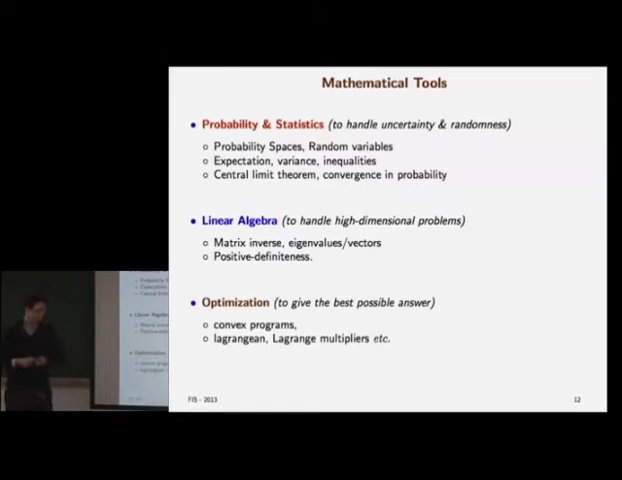 Mathematical Tools
• Probability & Statistics (to handle uncertainty & randomness)
○ Probability Spaces, Random variables
○ Expectation, variance, inequalities
○ Central limit theorem, convergence in probability
• Linear Algebra (to handle high-dimensional problems)
○ Matrix inverse, eigenvalues/vectors
○ Positive-definiteness.
• Optimization (to give the best possible answer)
○ convex programs,
○ lagrangean, Lagrange multipliers etc.
FIS - 2013
12